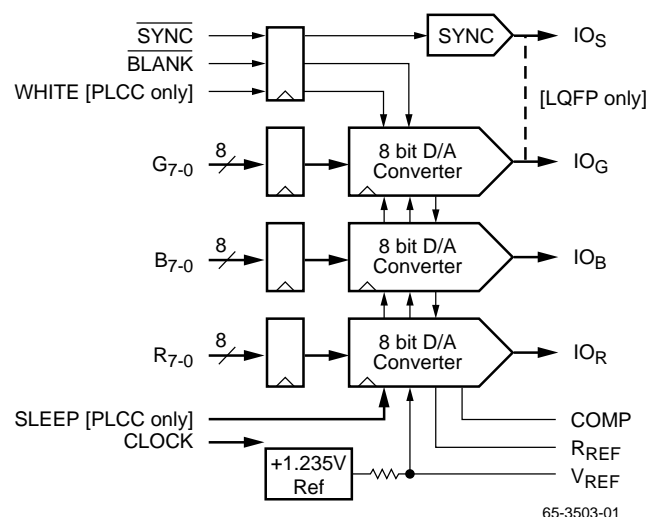 SYNC
BLANK
WHITE [PLCC only]
SYNC
IOS
[LQFP only]
G7-0
8
8 bit D/A
Converter
IOG
B7-0
8
8 bit D/A
Converter
IOB
R7-0
8
8 bit D/A
Converter
IOR
SLEEP [PLCC only]
CLOCK
COMP
RREF
+1.235V
Ref
VREF
65-3503-01